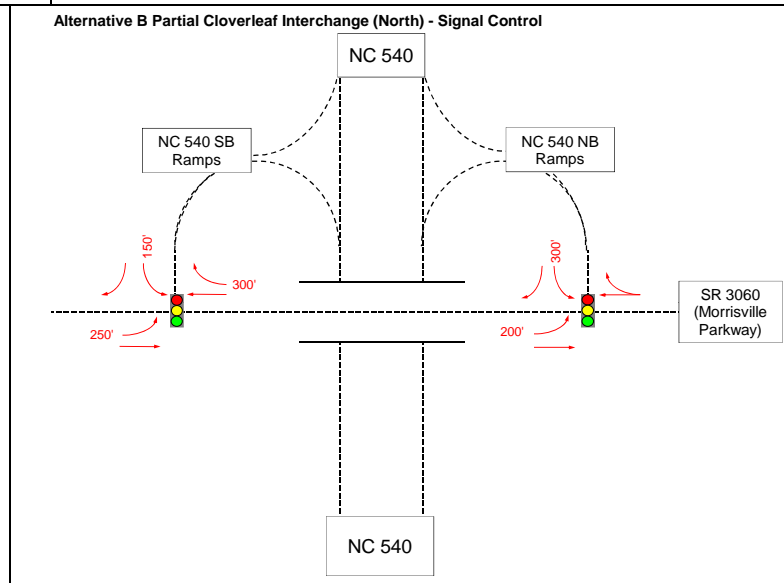 Alternative B Partial Cloverleaf Interchange (North) - Signal Control
NC 540
NC 540 SB
Ramps
NC 540 NB
Ramps
150'
300'
300'
250'
200'
SR 3060
(Morrisville
Parkway)
NC 540